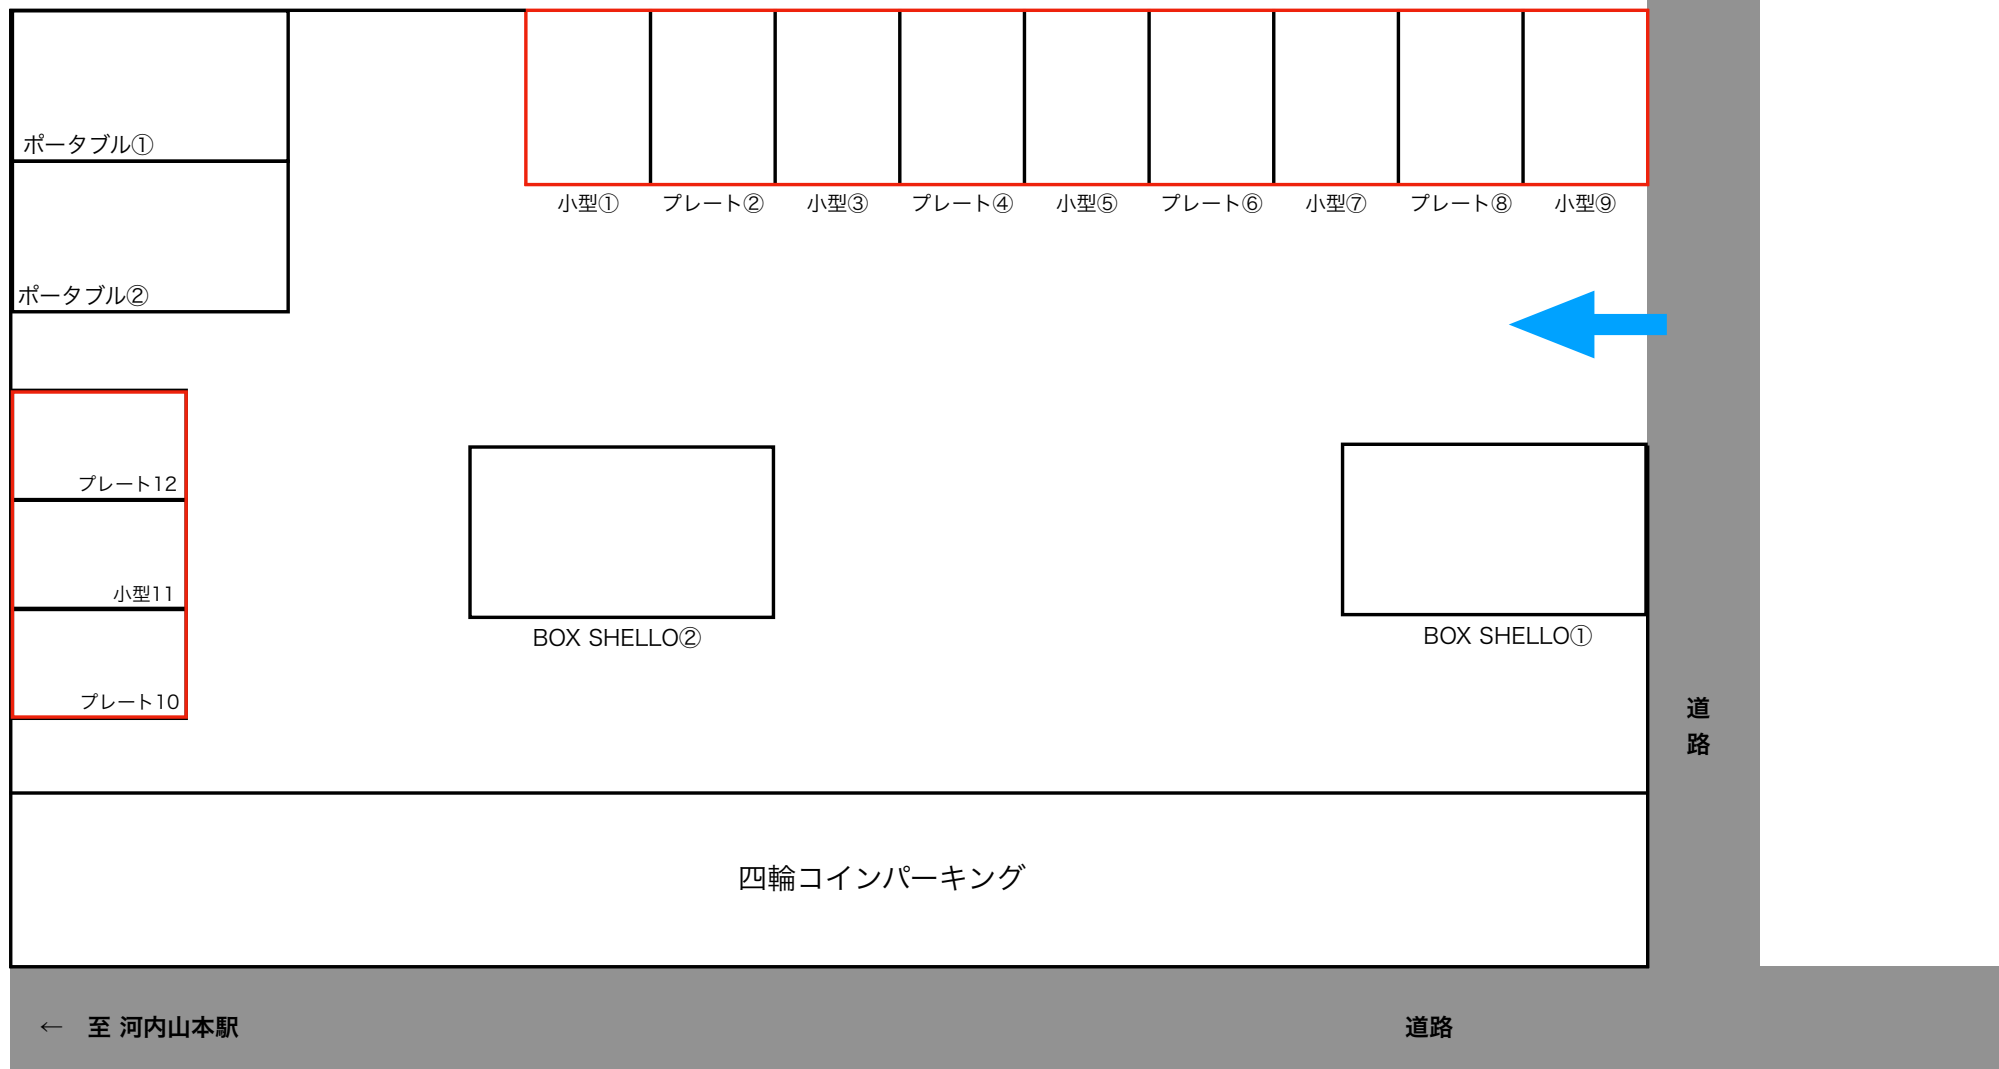 ポータブル①
小型①
プレート②
小型③
プレート④
小型⑤
プレート⑥
小型⑦
プレート⑧
小型⑨
ポータブル②
プレート12
小型11
プレート10
BOX SHELLO②
BOX SHELLO①
道
路
四輪コインパーキング
← 至 河内山本駅
道路